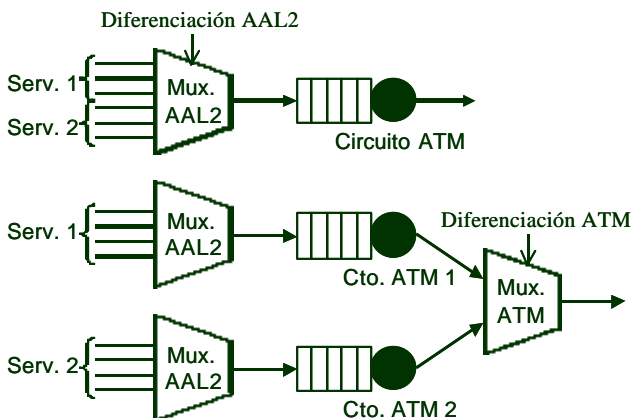 Diferenciación AAL2
Serv. 1
Serv. 2
Mux.
AAL2
Circuito ATM
Serv. 1
Mux.
AAL2
Cto. ATM 1
Diferenciación ATM
Mux.
ATM
Serv. 2
Mux.
AAL2
Cto. ATM 2